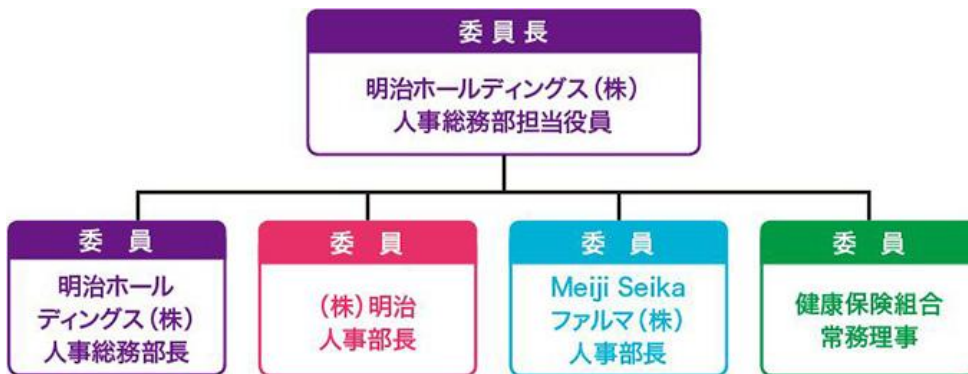 委員長
明治ホールディングス(株)
人事総務部担当役員
委 員
明治ホール
ディングス(株)
人事総務部長
委 員
(株)明治
人事部長
委 員
Meiji Seika
ファルマ(株)
人事部長
委 員
健康保険組合
常務理事